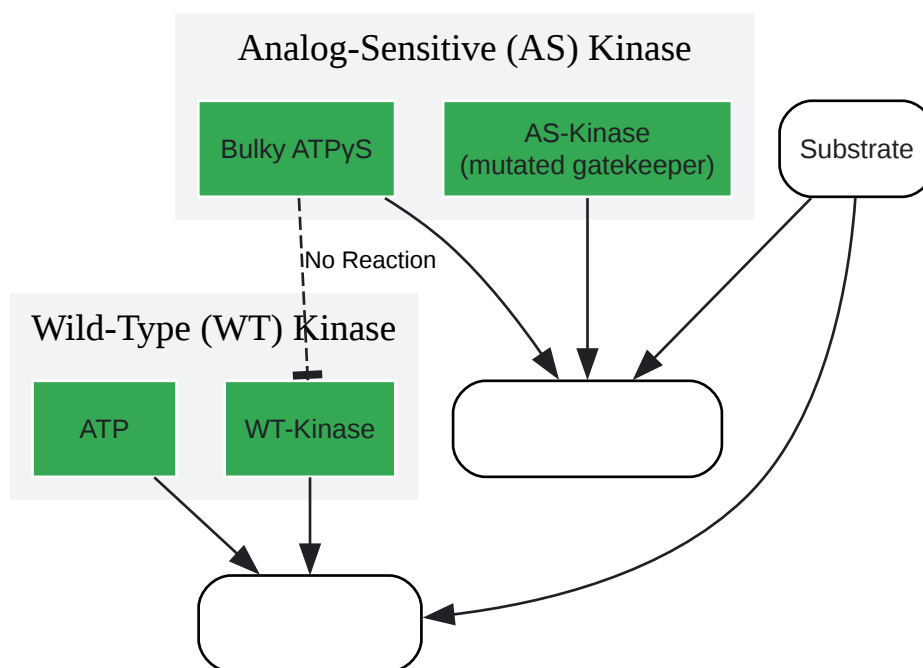 Analog-Sensitive (AS) Kinase
Bulky ATPγS
AS-Kinase
(mutated gatekeeper)
Substrate
No Reaction
Wild-Type (WT) Kinase
ATP
WT-Kinase